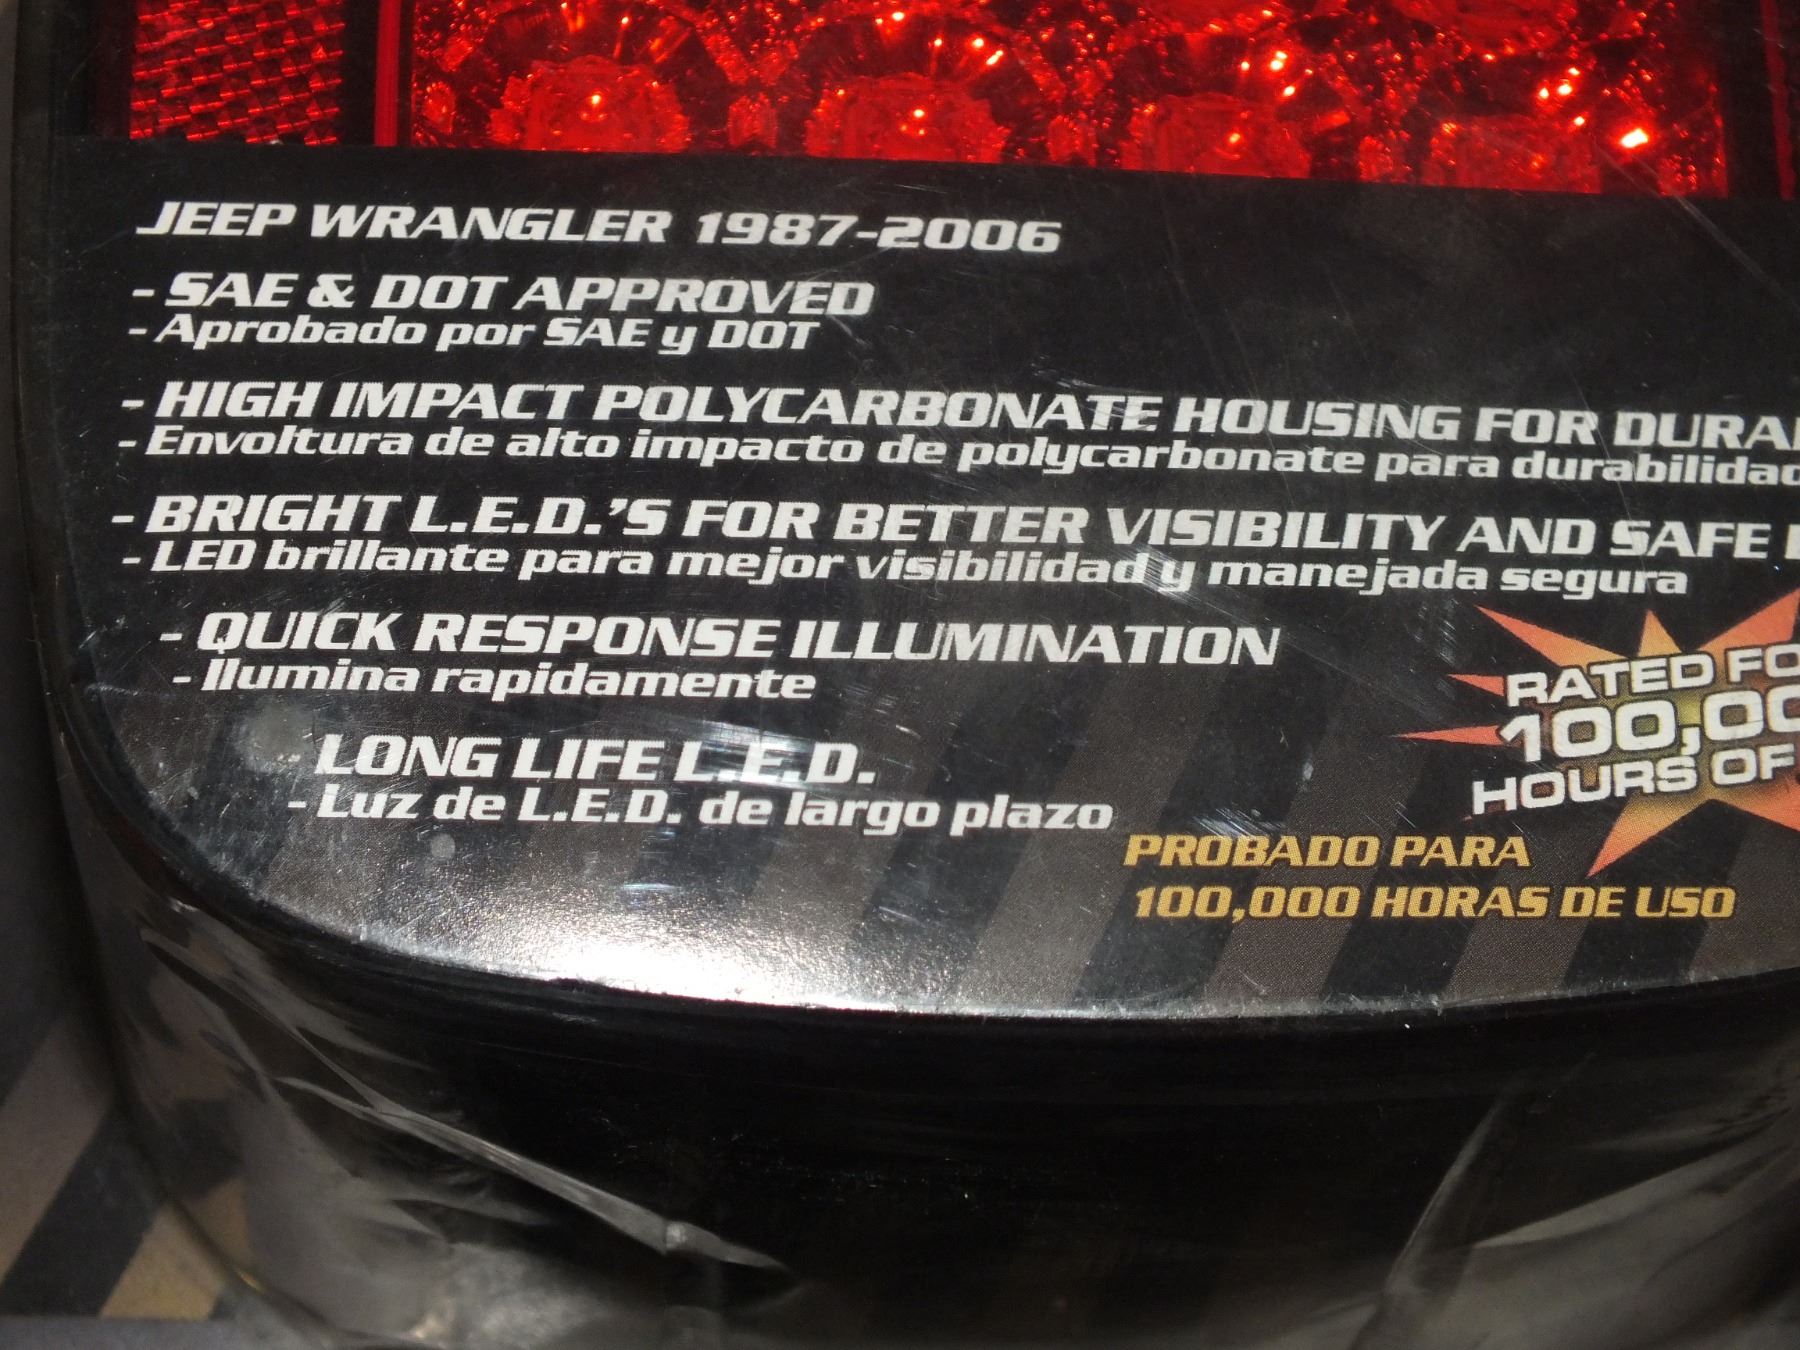 JEEP WRANGLER 1987-2006
- SAE & DOT APPROVED
- Aprobado por SAE y DOT
- HIGH IMPACT POLYCARBONATE HOUSING FOR
- Envoltura de alto impacto de polycarbonate para durabilidad
- BRIGHT L.E.D.'S FOR BETTER VISIBILITY AND SAFE
- LED brillante para mejor visibilidad y manejada segura
- QUICK RESPONSE ILLUMINATION
- Ilumina rapidamente
- LONG LIFE L.E.D.
- Luz de L.E.D. de largo plazo
RATED
HOURS OF
PROBADO PARA
100,000 HORAS DE USO